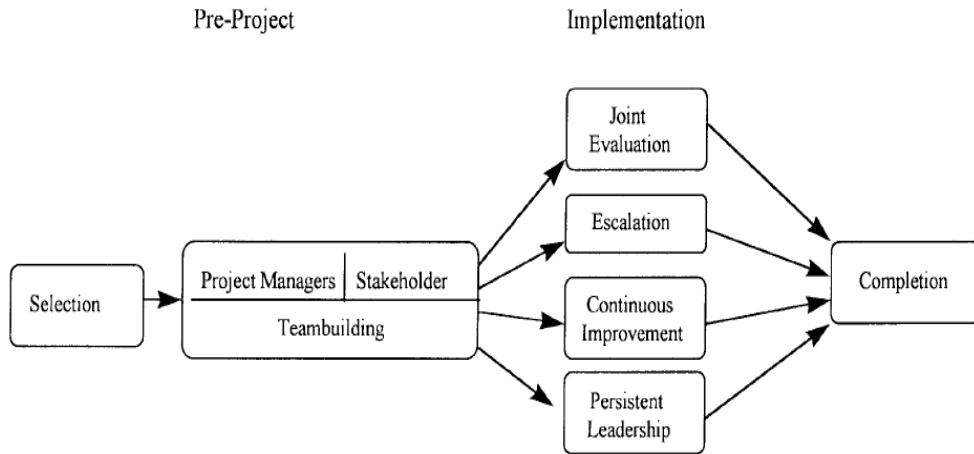 Pre-Project
Implementation
Selection
Project Managers
Stakeholder
Teambuilding
Joint
Evaluation
Escalation
Continuous
Improvement
Persistent
Leadership
Completion